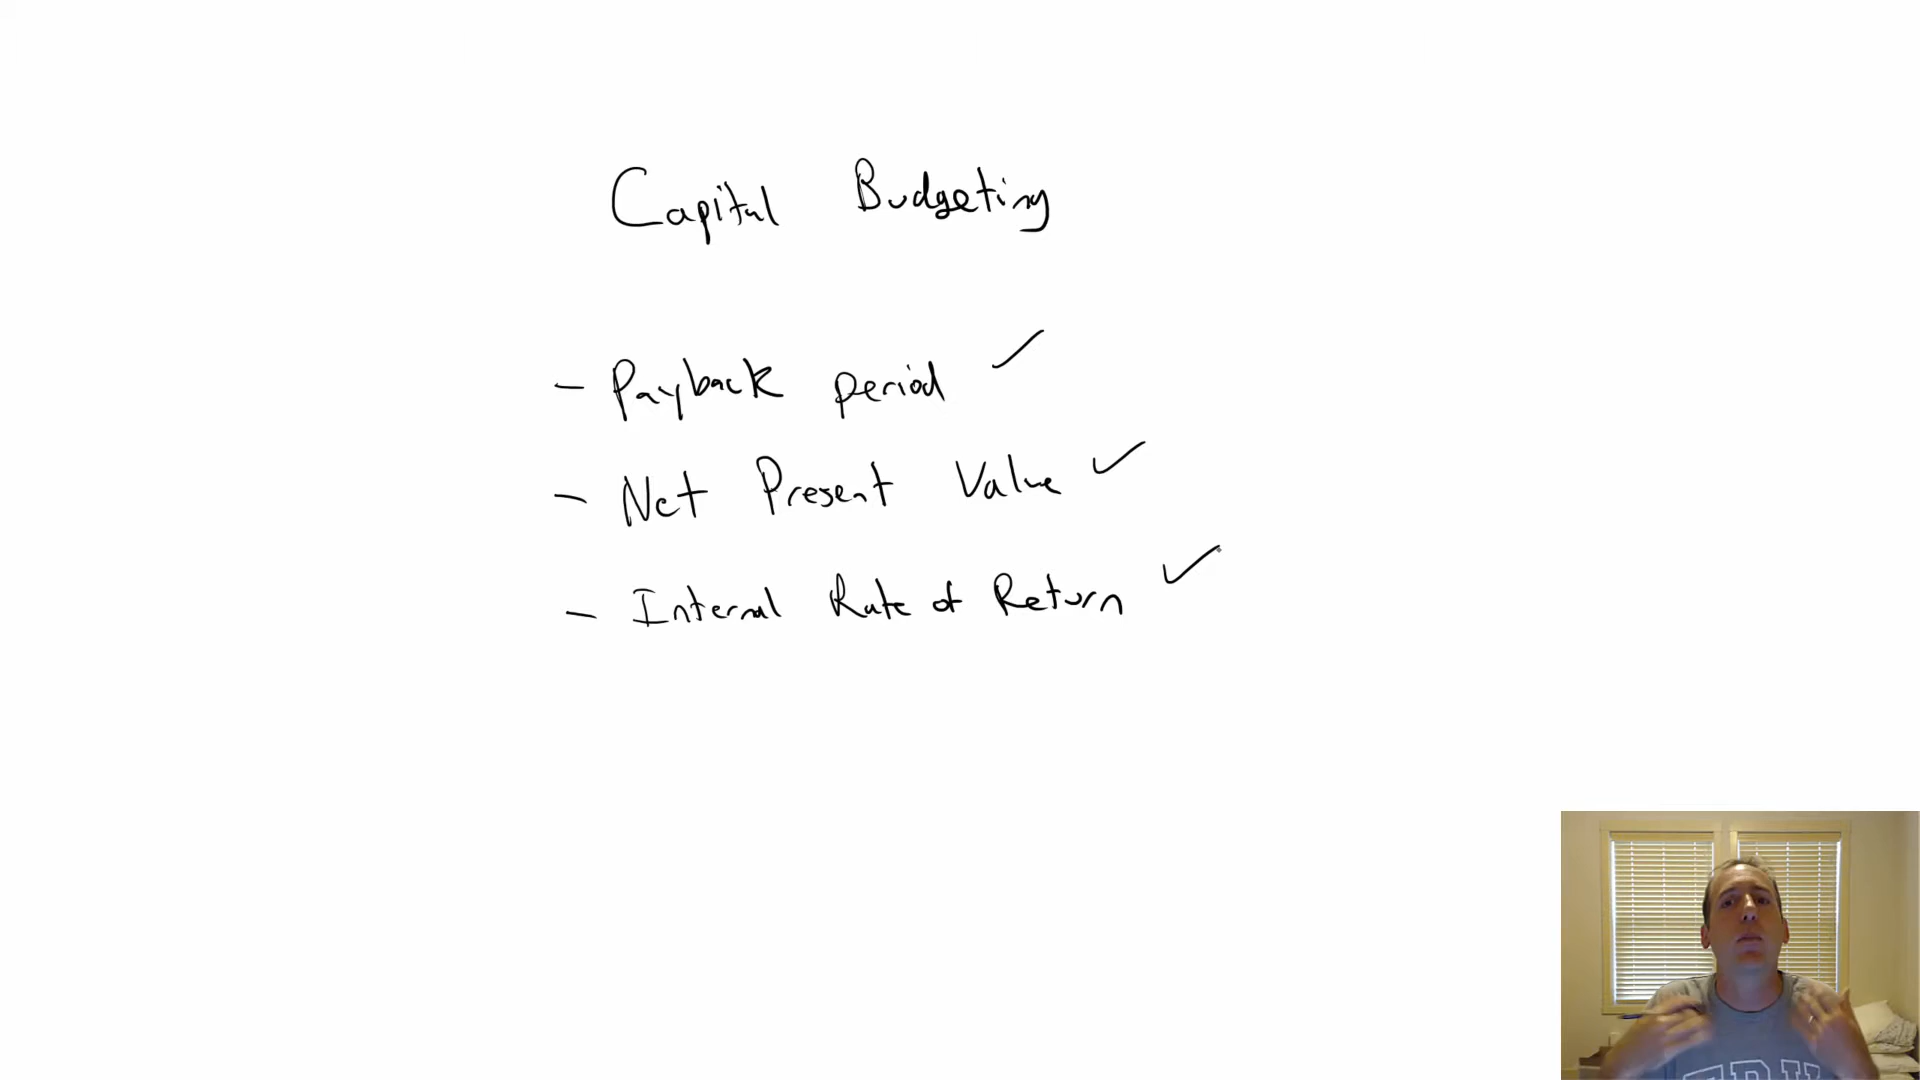 Capital Budgeting
- Payback period ✓
- Net Present Value ✓
- Internal Rate of Return ✓